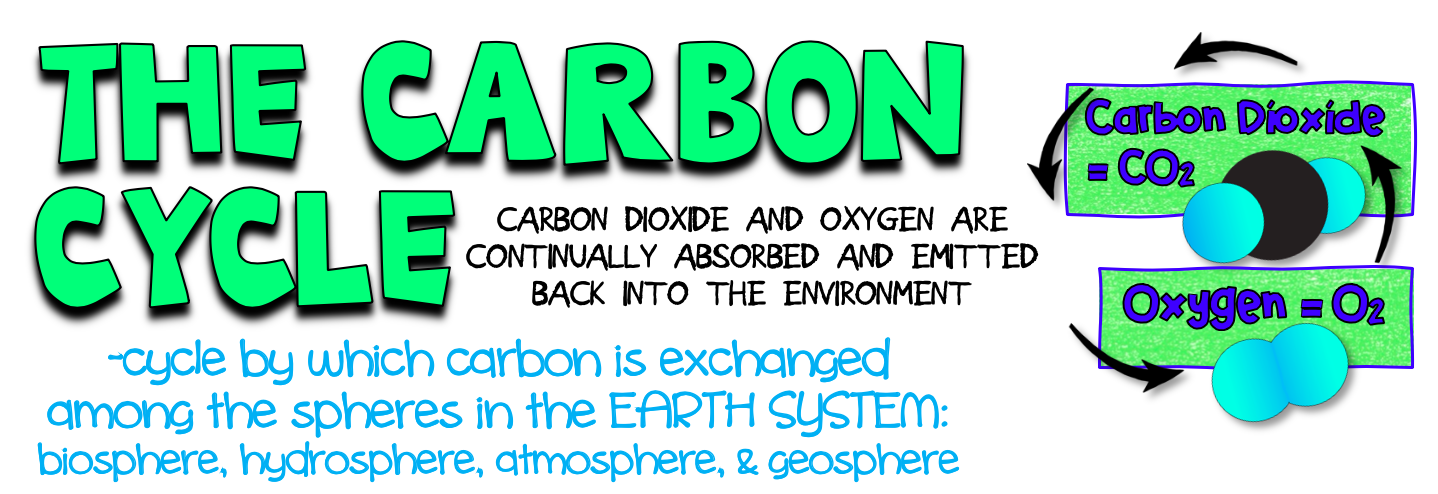 THE CARBON
CYCLE
CARBON DIOXIDE AND OXYGEN ARE
CONTINUALLY ABSORBED AND EMITTED
BACK INTO THE ENVIRONMENT
~cycle by which carbon is exchanged
among the spheres in the EARTH SYSTEM:
biosphere, hydrosphere, atmosphere, & geosphere
Carbon Dioxide
= CO₂
Oxygen = O₂